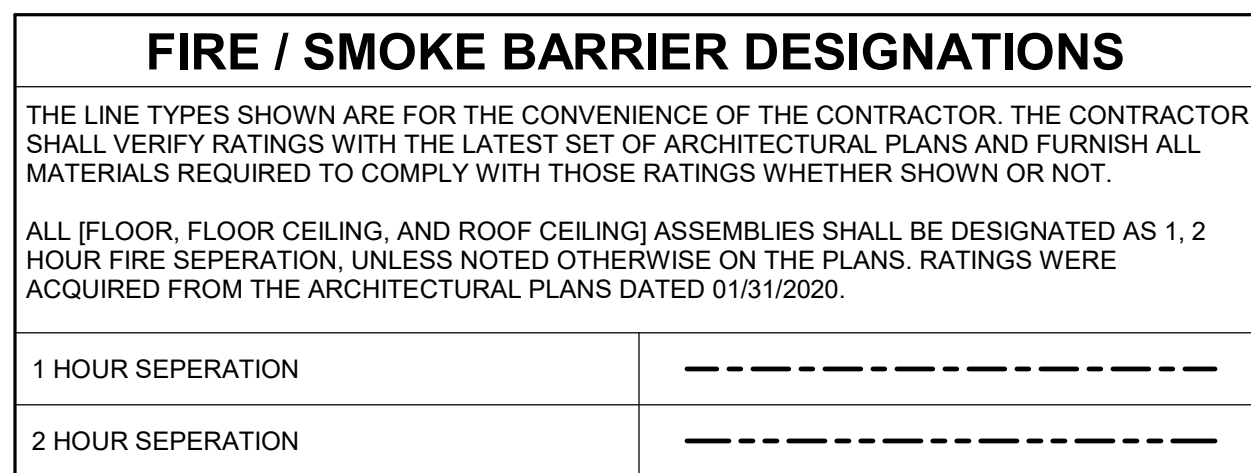 FIRE / SMOKE BARRIER DESIGNATIONS
THE LINE TYPES SHOWN ARE FOR THE CONVENIENCE OF THE CONTRACTOR. THE CONTRACTOR
SHALL VERIFY RATINGS WITH THE LATEST SET OF ARCHITECTURAL PLANS AND FURNISH ALL
MATERIALS REQUIRED TO COMPLY WITH THOSE RATINGS WHETHER SHOWN OR NOT.
ALL [FLOOR, FLOOR CEILING, AND ROOF CEILING] ASSEMBLIES SHALL BE DESIGNATED AS 1, 2
HOUR FIRE SEPERATION, UNLESS NOTED OTHERWISE ON THE PLANS. RATINGS WERE
ACQUIRED FROM THE ARCHITECTURAL PLANS DATED 01/31/2020.
1 HOUR SEPERATION
2 HOUR SEPERATION